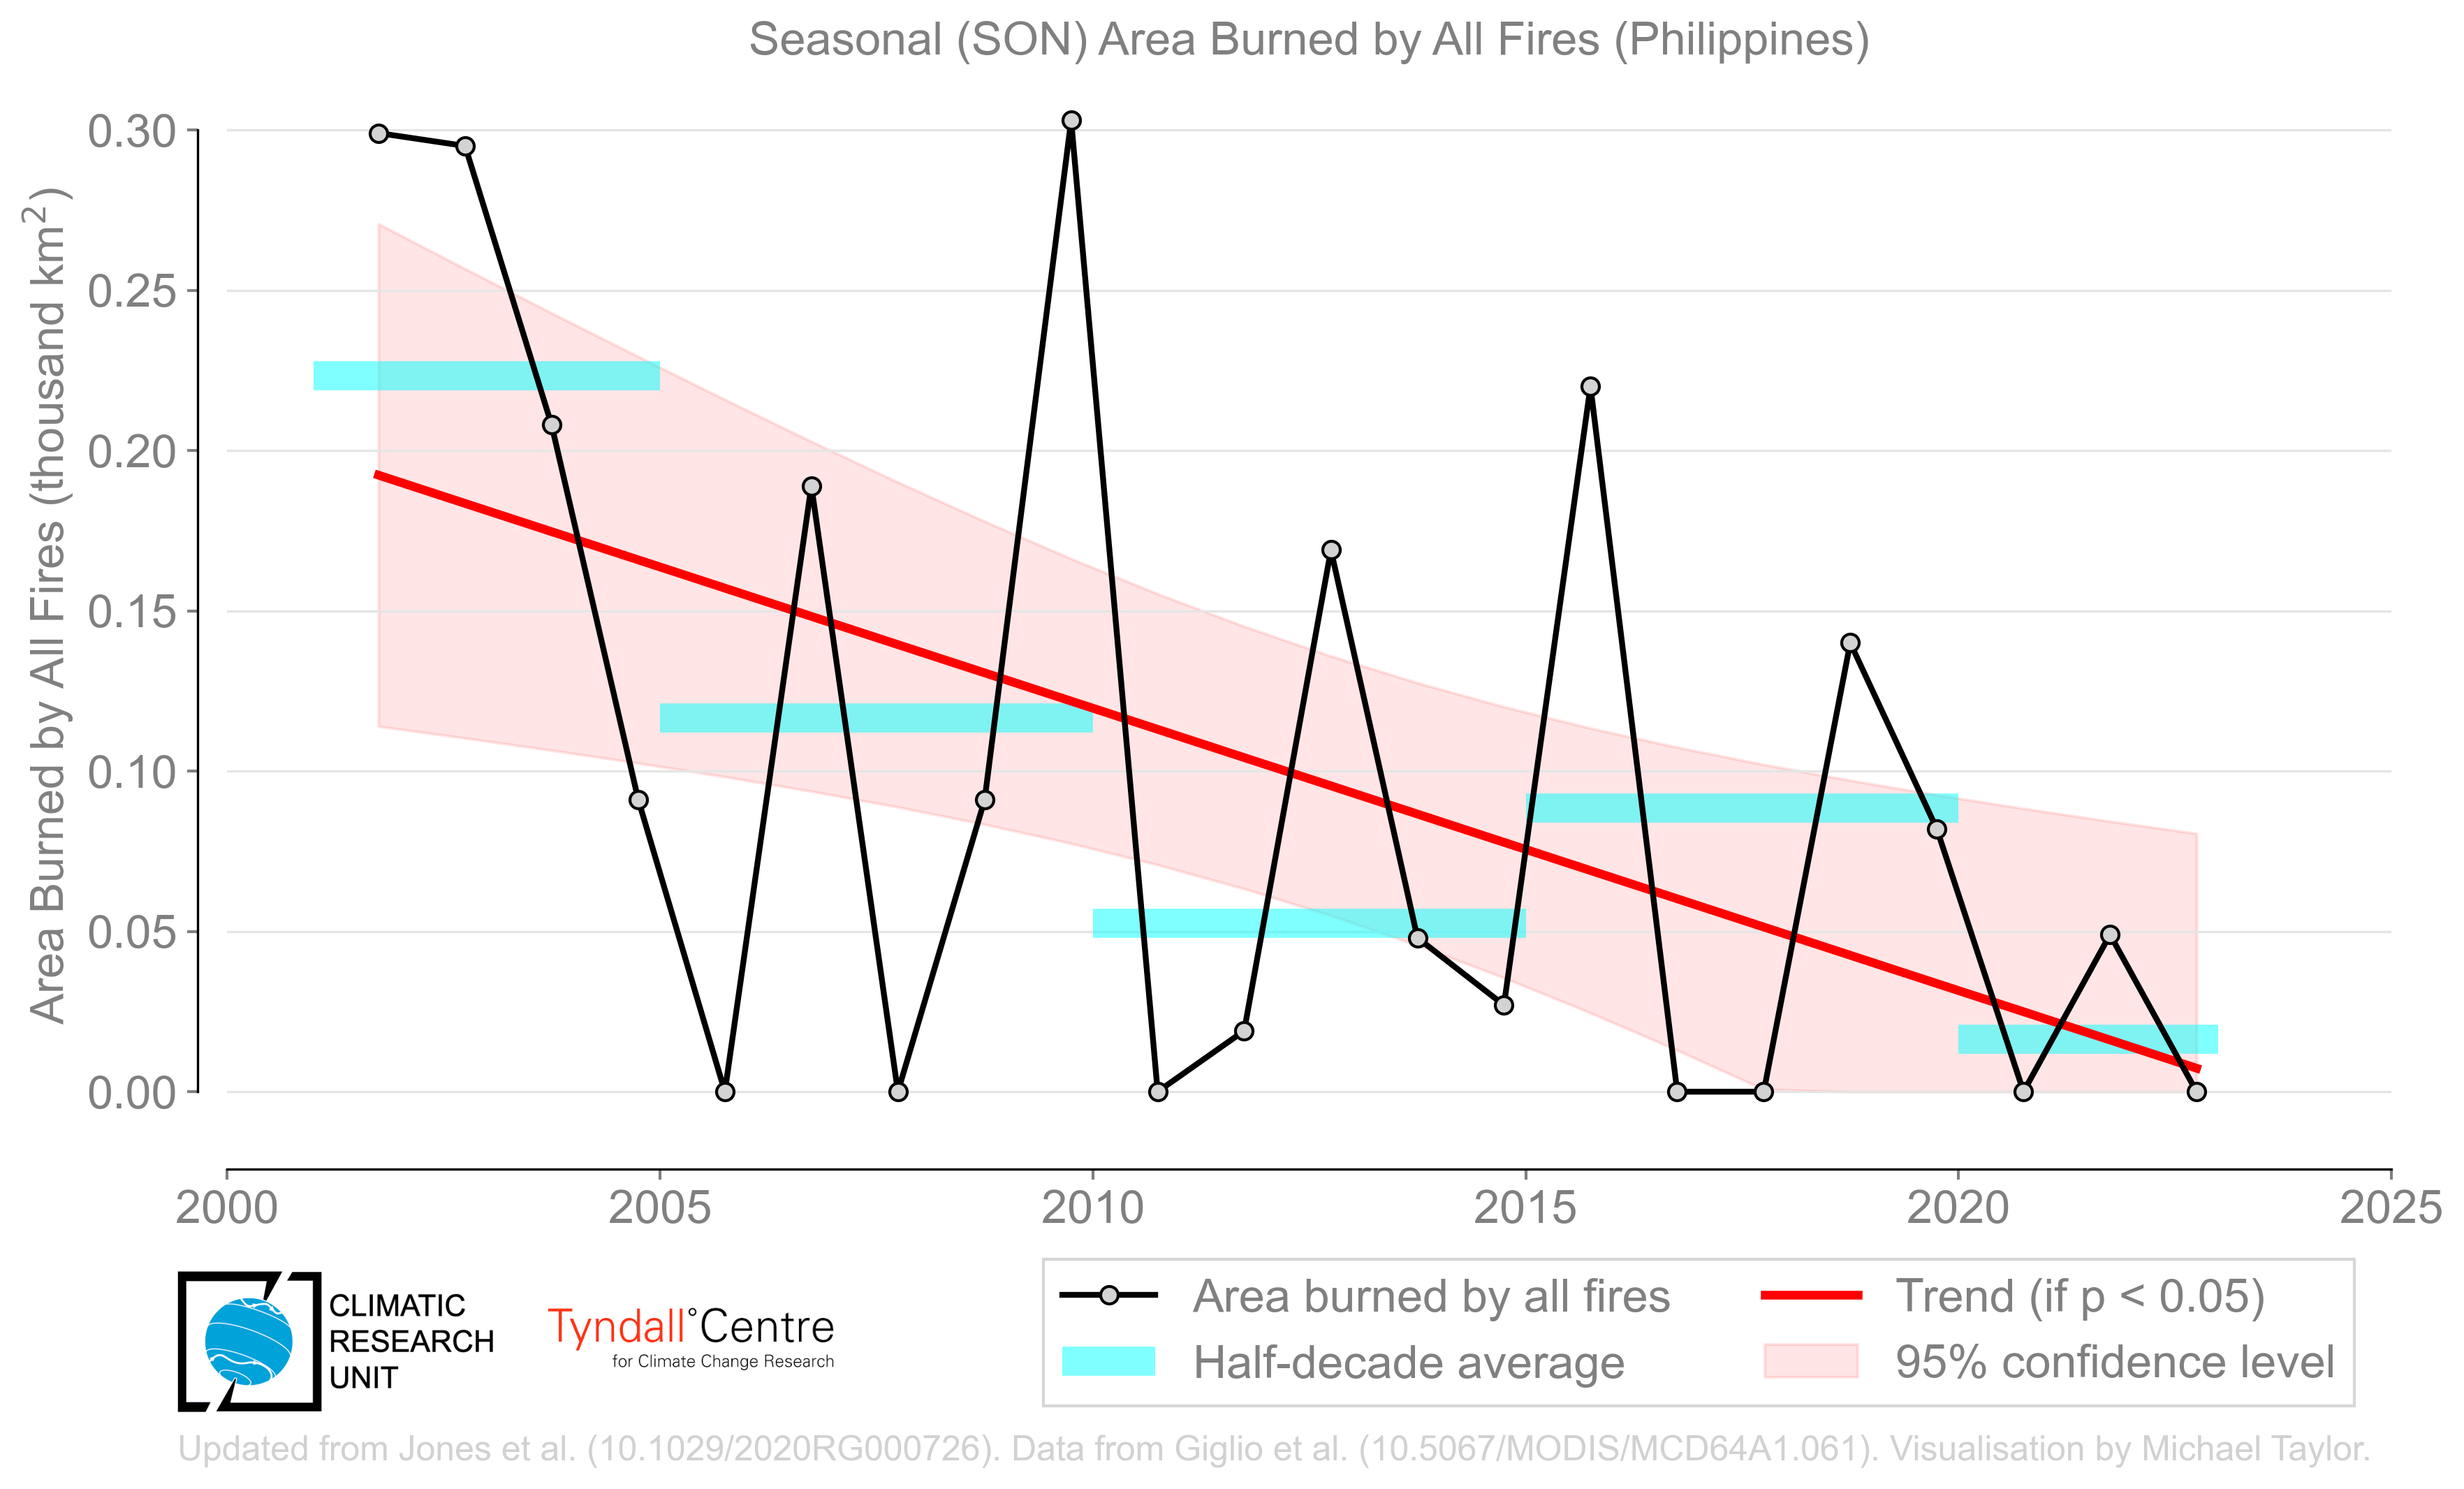 Seasonal (SON) Area Burned by All Fires (Philippines)
Area Burned by All Fires (thousand km²)
0.30
0.25
0.20
0.15
0.10
0.05
0.00
2000 2005 2010 2015 2020 2025
CLIMATIC
RESEARCH
UNIT
Tyndall°Centre
for Climate Change Research
Area burned by all fires
Half-decade average
Trend (if p < 0.05)
95% confidence level
Updated from Jones et al. (10.1029/2020RG000726). Data from Giglio et al. (10.5067/MODIS/MCD64A1.061). Visualisation by Michael Taylor.